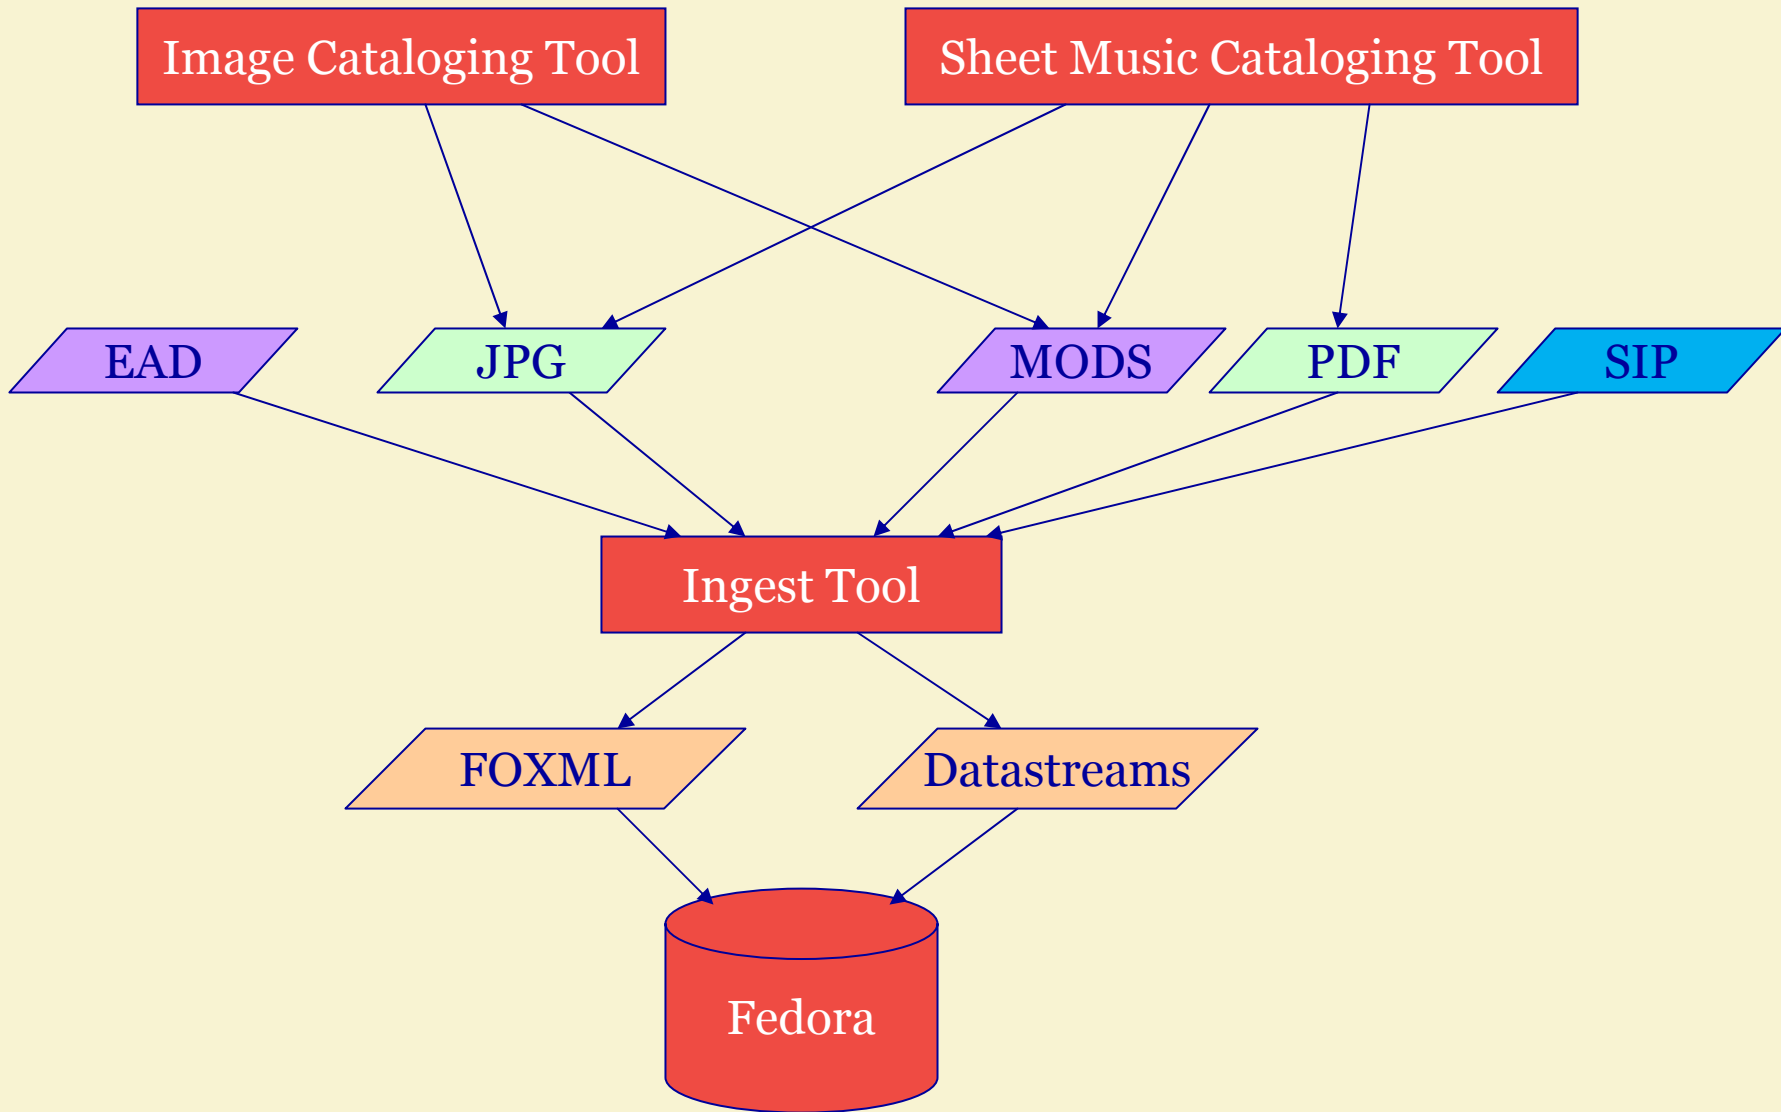 Image Cataloging Tool
Sheet Music Cataloging Tool
EAD
JPG
MODS
PDF
SIP
Ingest Tool
FOXML
Datastreams
Fedora